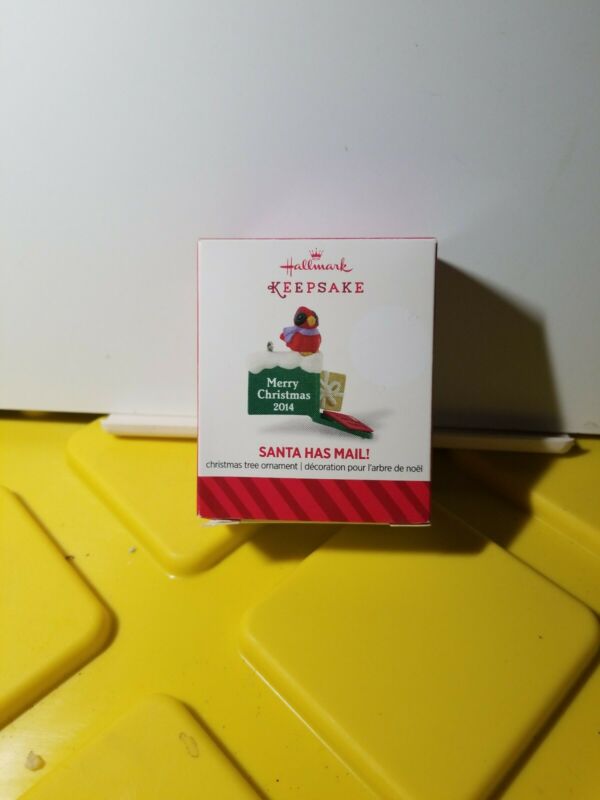 Hallmark
KEEPSAKE
Merry
Christmas
2014
SANTA HAS MAIL!
christmas tree ornament | décoration pour l'arbre de noël